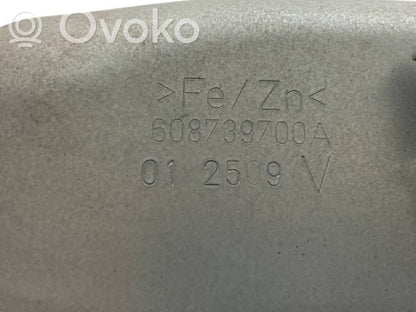 Ovoko
>Fe/Zn<
608739700A
01 2509 V